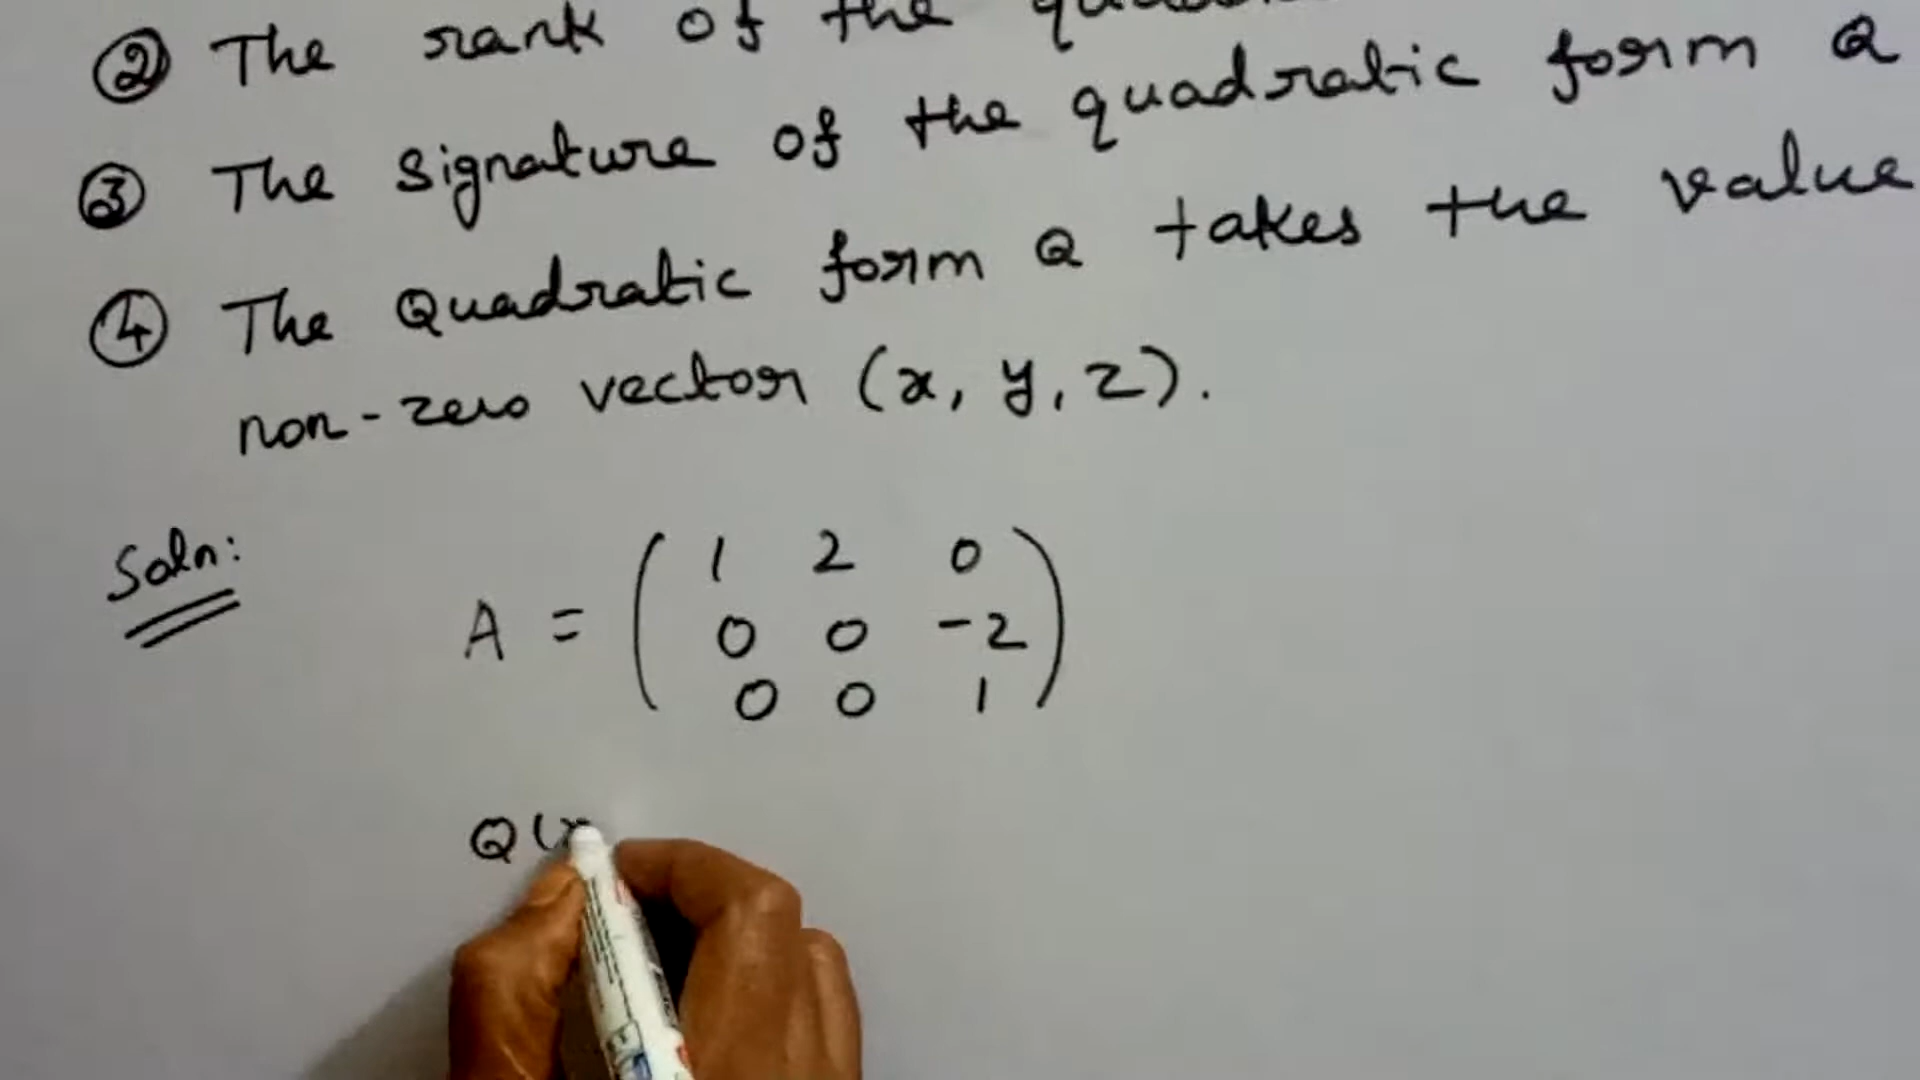 ② The rank of the
③ The signature of the quadratic form Q
④ The Quadratic form Q takes the value
non-zero vector (x, y, z).
Soln:
A = ( 1 2 0
0 0 -2
0 0 1 )
Q(x